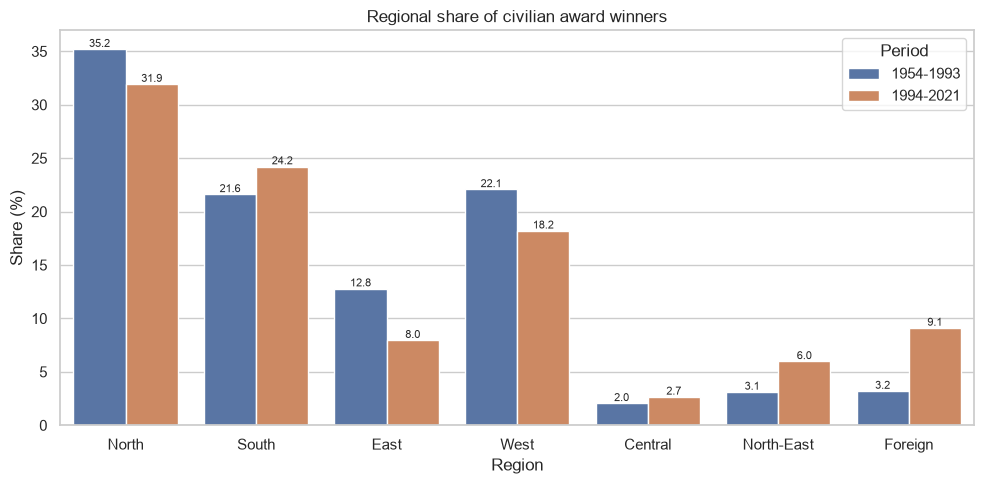 Regional share of civilian award winners
Period
1954-1993
1994-2021
Share (%)
35
30
25
20
15
10
5
0
35.2
31.9
21.6
24.2
12.8
8.0
22.1
18.2
2.0
2.7
3.1
6.0
3.2
9.1
North
South
East
West
Central
North-East
Foreign
Region